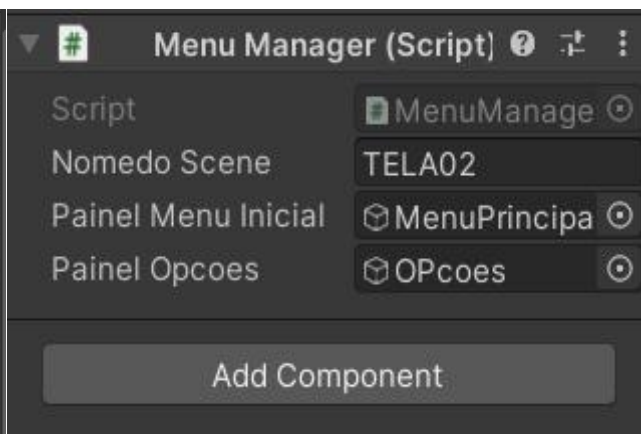 Menu Manager (Script)
Script MenuManage
Nomedo Scene TELA02
Painel Menu Inicial MenuPrincipa
Painel Opcoes OPcoes
Add Component